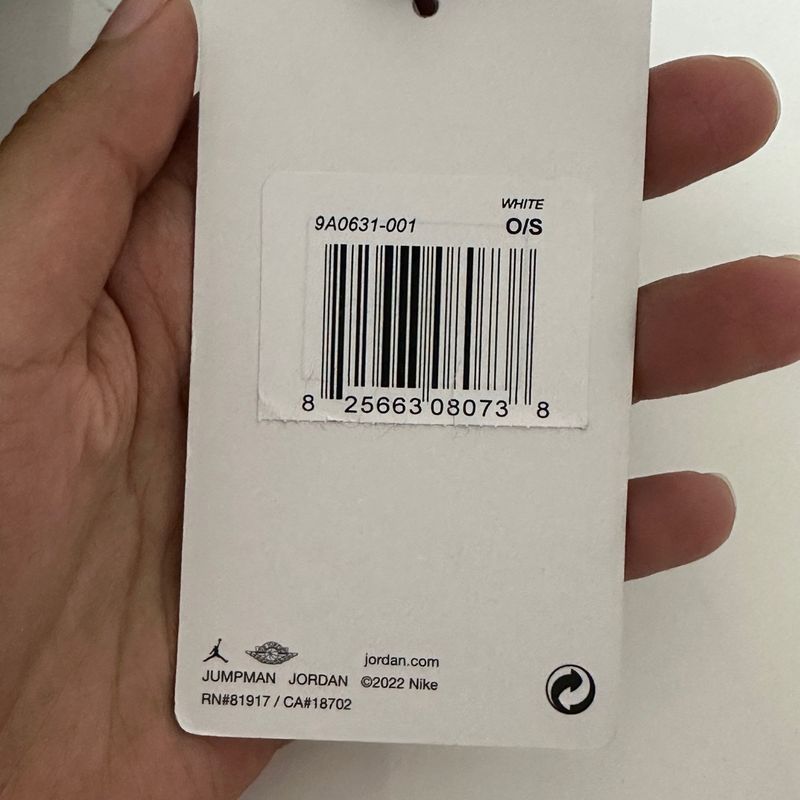 WHITE
9A0631-001 O/S
8 25663 08073 8
jordan.com
JUMPMAN JORDAN ©2022 Nike
RN#81917 / CA#18702